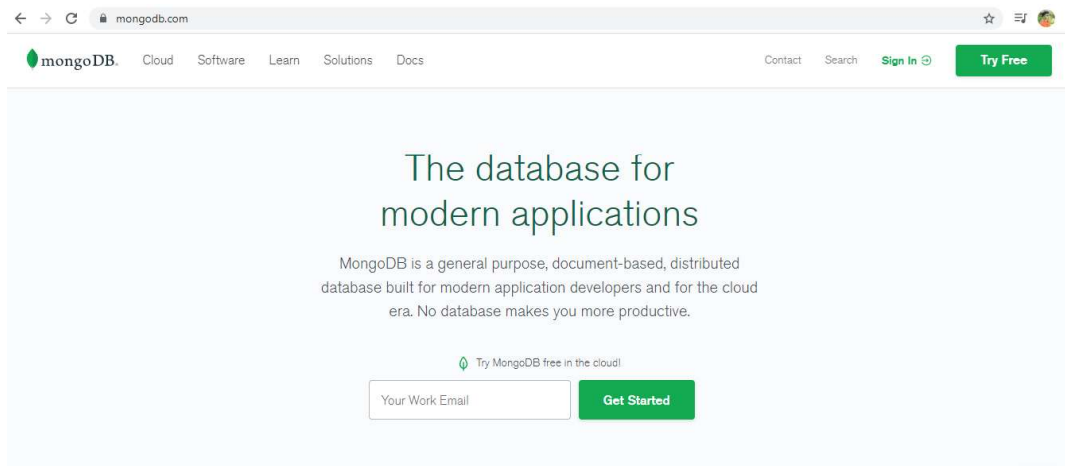 mongodb.com
mongoDB. Cloud Software Learn Solutions Docs Contact Search Sign In Try Free
The database for
modern applications
MongoDB is a general purpose, document-based, distributed
database built for modern application developers and for the cloud
era. No database makes you more productive.
Try MongoDB free in the cloud!
Your Work Email Get Started